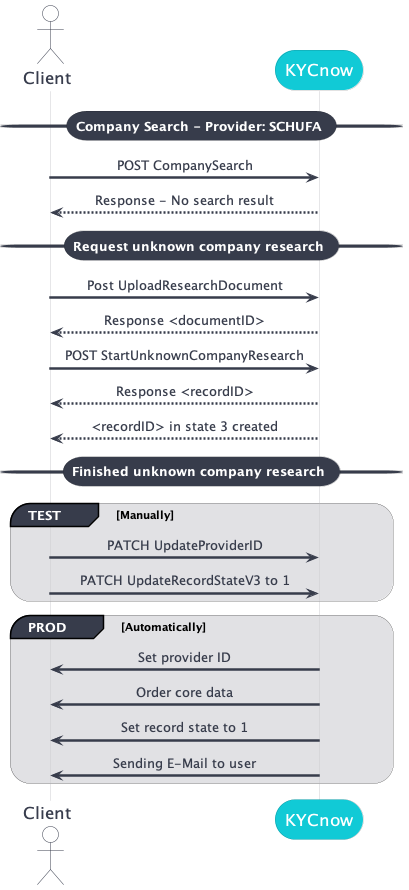 Client
KYCnow
Company Search - Provider: SCHUFA
POST CompanySearch
Response - No search result
Request unknown company research
Post UploadResearchDocument
Response <documentID>
POST StartUnknownCompanyResearch
Response <recordID>
<recordID> in state 3 created
Finished unknown company research
TEST [Manually]
PATCH UpdateProviderID
PATCH UpdateRecordStateV3 to 1
PROD [Automatically]
Set provider ID
Order core data
Set record state to 1
Sending E-Mail to user
Client
KYCnow